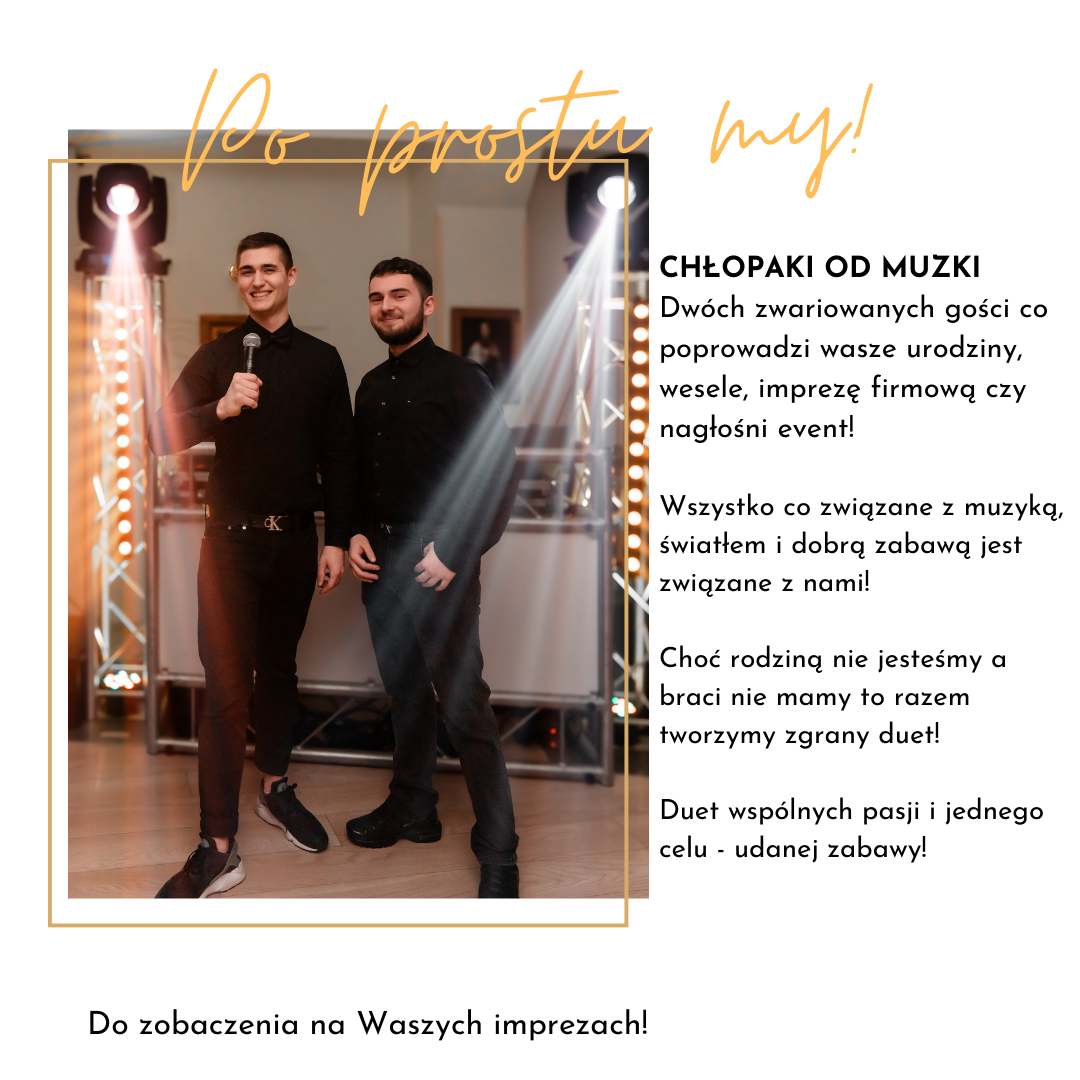 Po prostu my!
CHŁOPAKI OD MUZKI
Dwóch zwariowanych gości co
poprowadzi wasze urodziny,
wesele, imprezę firmową czy
nagłośni event!
Wszystko co związane z muzyką,
światłem i dobrą zabawą jest
związane z nami!
Choć rodziną nie jesteśmy a
braci nie mamy to razem
tworzymy zgrany duet!
Duet wspólnych pasji i jednego
celu - udanej zabawy!
CK
Do zobaczenia na Waszych imprezach!